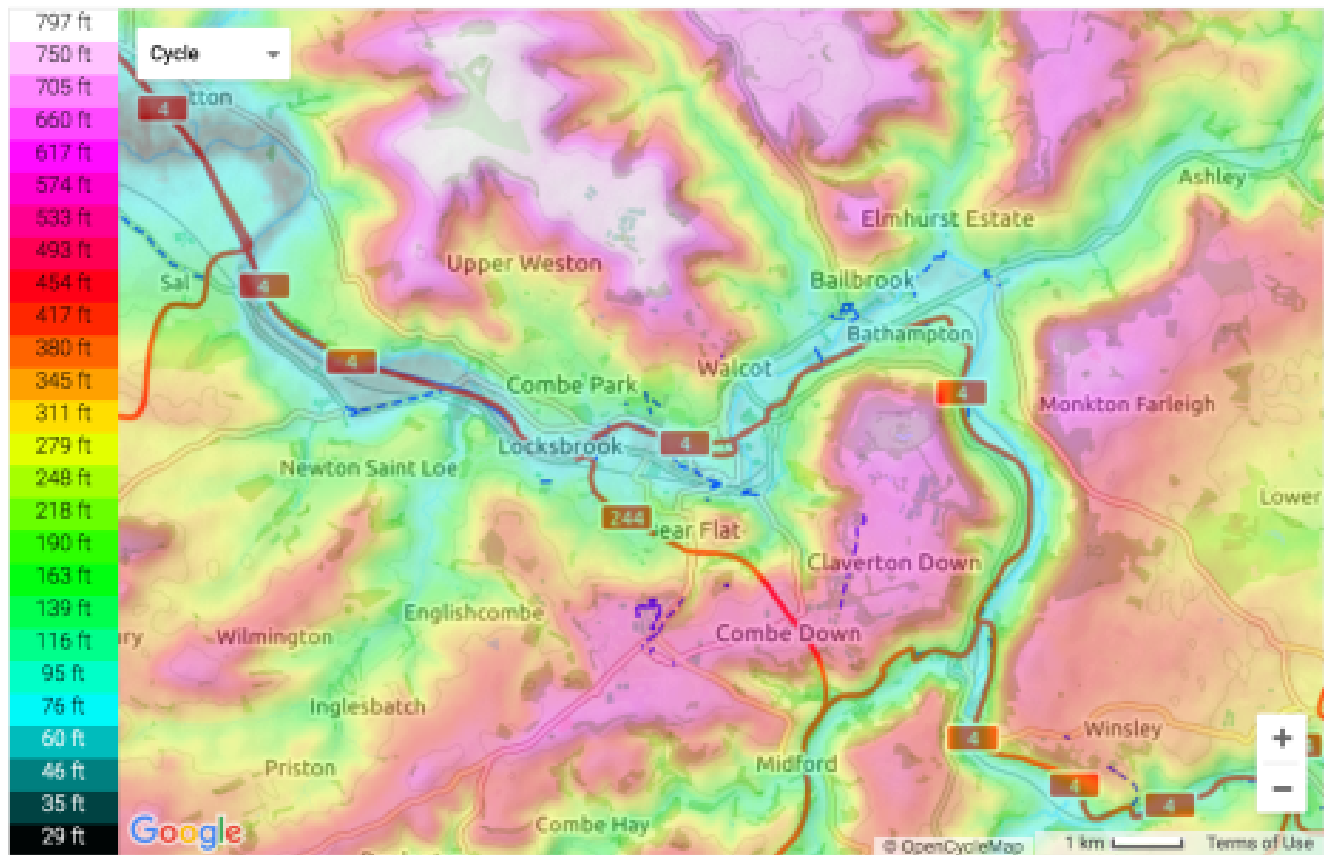 797 ft
750 ft
705 ft
660 ft
617 ft
574 ft
533 ft
493 ft
454 ft
417 ft
380 ft
345 ft
311 ft
279 ft
248 ft
218 ft
190 ft
163 ft
139 ft
116 ft
95 ft
76 ft
60 ft
46 ft
35 ft
29 ft
Cycle
tton
4
Ashley
Elmhurst Estate
Upper Weston
Sal
4
Bailbrook
Bathampton
4
Walcot
Combe Park
4
Monkton Farleigh
Locksbrook
4
Newton Saint Loe
Lower
244
ear Flat
Claverton Down
Englishcombe
ry
Wilmington
Combe Down
Inglesbatch
4
Winsley
+
4
Priston
Midford
4
4
−
Google
Combe Hay
© OpenCycleMap
1 km
Terms of Use